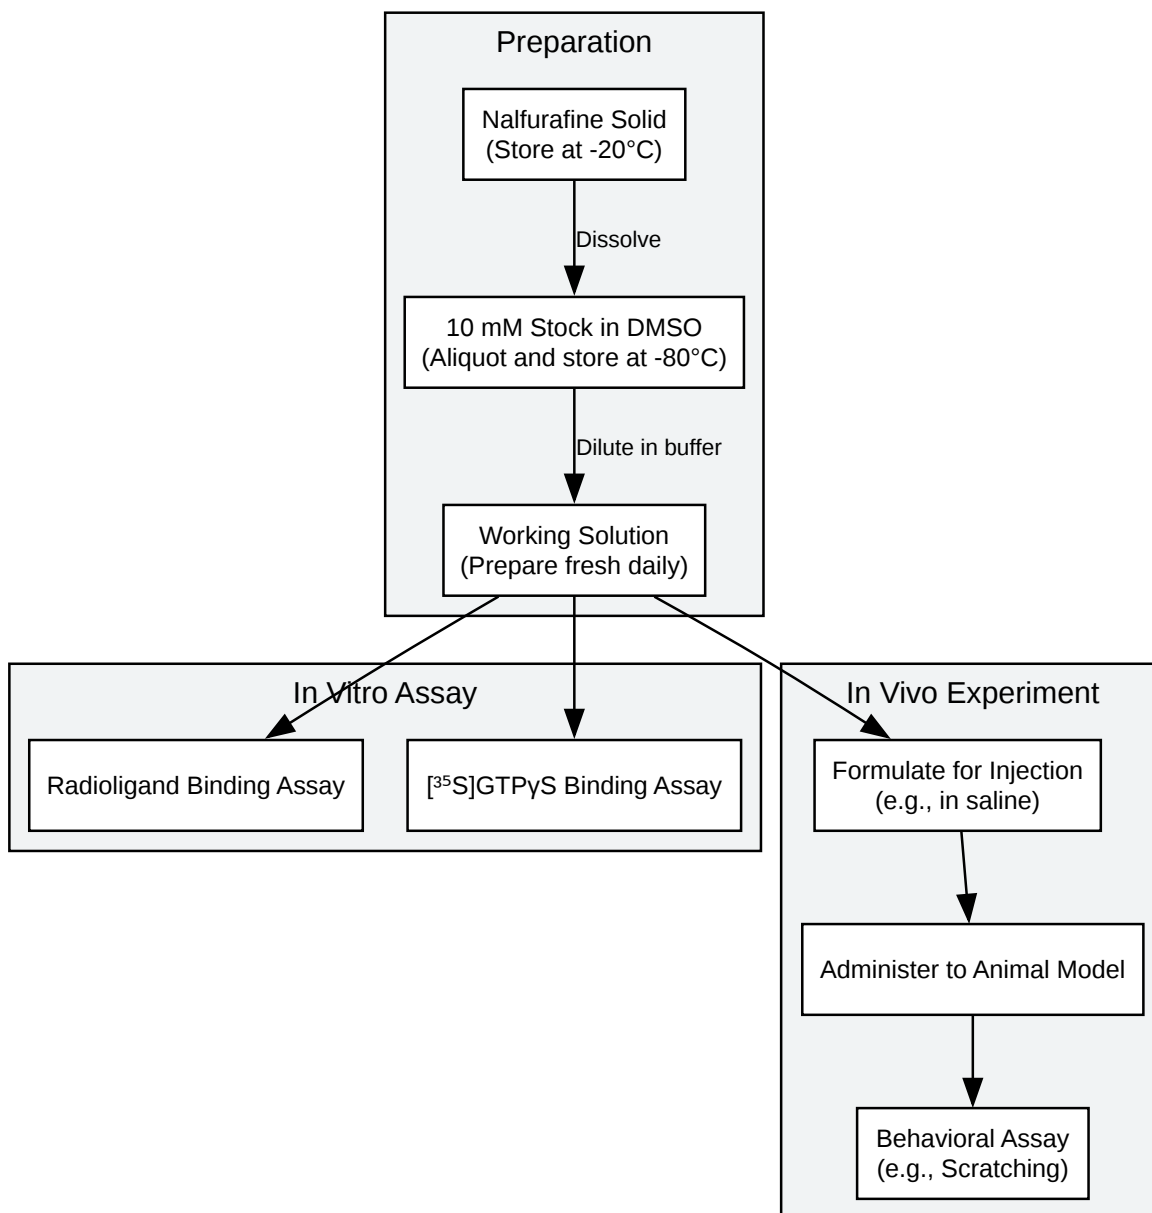 Preparation
Nalfurafine Solid
(Store at -20°C)
Dissolve
10 mM Stock in DMSO
(Aliquot and store at -80°C)
Dilute in buffer
Working Solution
(Prepare fresh daily)
In Vitro Assay
Radioligand Binding Assay
[³⁵S]GTPγS Binding Assay
In Vivo Experiment
Formulate for Injection
(e.g., in saline)
Administer to Animal Model
Behavioral Assay
(e.g., Scratching)